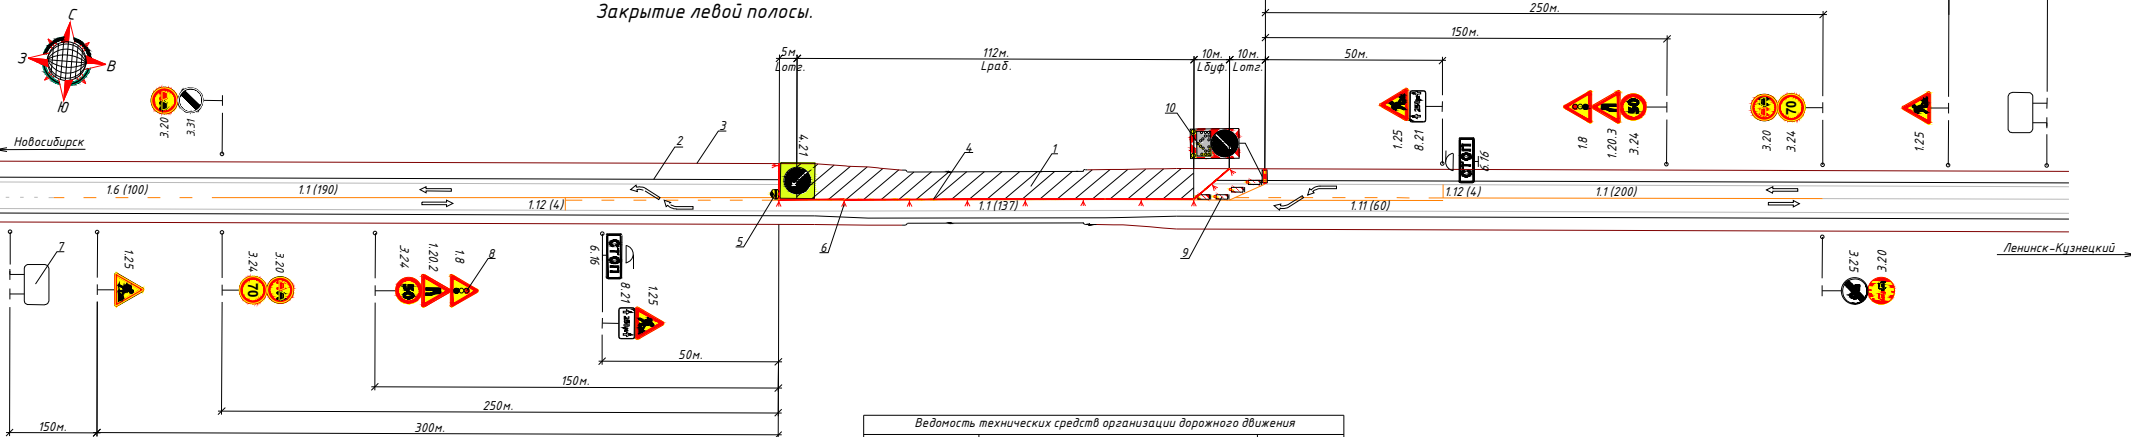 Закрытие левой полосы.
250м.
С
З
В
Ю
150м.
5м
112м.
10м.
10м.
50м.
Lотг.
Lраб.
Lбуф.
Lотг.
3.20
3.31
10
1.25
8.21
6.16
1.8
1.20.3
50
3.24
3.20
70
3.24
1.25
Новосибирск
2
3
4.21
4
1
СТОП
1.6 (100)
1.1 (190)
1.12 (4)
1.1 (137)
1.11 (60)
1.12 (4)
1.1 (200)
5
6
9
7
1.25
3.24
70
3.20
3.24
50
1.20.2
1.8
8
6.16
СТОП
8.21
1.25
3.25
3.20
Ленинск-Кузнецкий
50м.
150м.
250м.
150м.
300м.
Ведомость технических средств организации дорожного движения